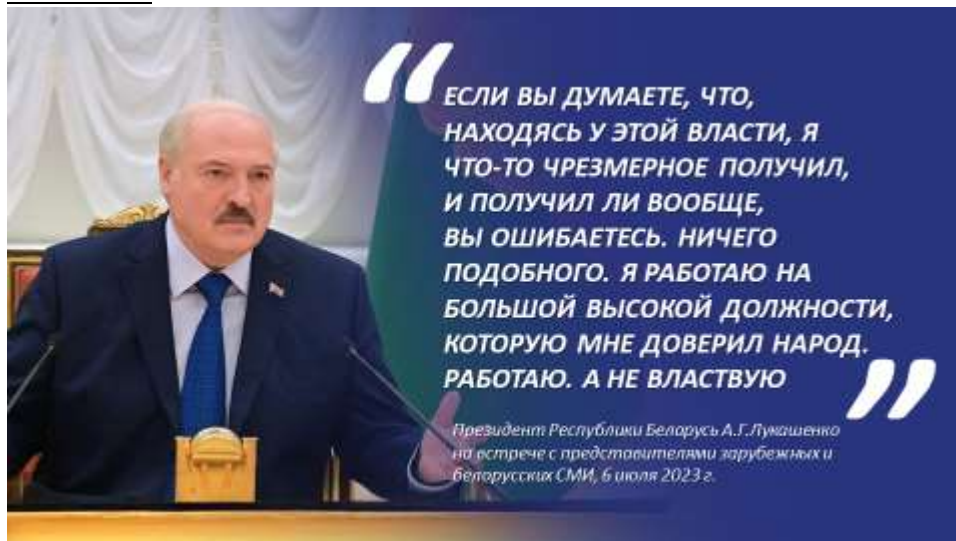 ЕСЛИ ВЫ ДУМАЕТЕ, ЧТО,
НАХОДЯСЬ У ЭТОЙ ВЛАСТИ, Я
ЧТО-ТО ЧРЕЗМЕРНОЕ ПОЛУЧИЛ,
И ПОЛУЧИЛ ЛИ ВООБЩЕ,
ВЫ ОШИБАЕТЕСЬ. НИЧЕГО
ПОДОБНОГО. Я РАБОТАЮ НА
БОЛЬШОЙ ВЫСОКОЙ ДОЛЖНОСТИ,
КОТОРУЮ МНЕ ДОВЕРИЛ НАРОД.
РАБОТАЮ. А НЕ ВЛАСТВУЮ
Президент Республики Беларусь А.Г.Лукашенко
на встрече с представителями зарубежных и
белорусских СМИ, 6 июля 2023 г.